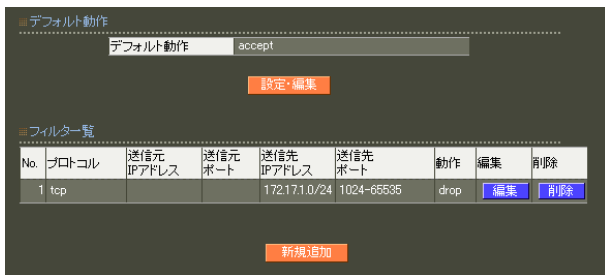 デフォルト動作
デフォルト動作 accept
設定・編集
フィルター覧
No. プロトコル 送信元IPアドレス 送信元ポート 送信先IPアドレス 送信先ポート 動作 編集 削除
1 tcp 172.17.1.0/24 1024-65535 drop 編集 削除
新規追加